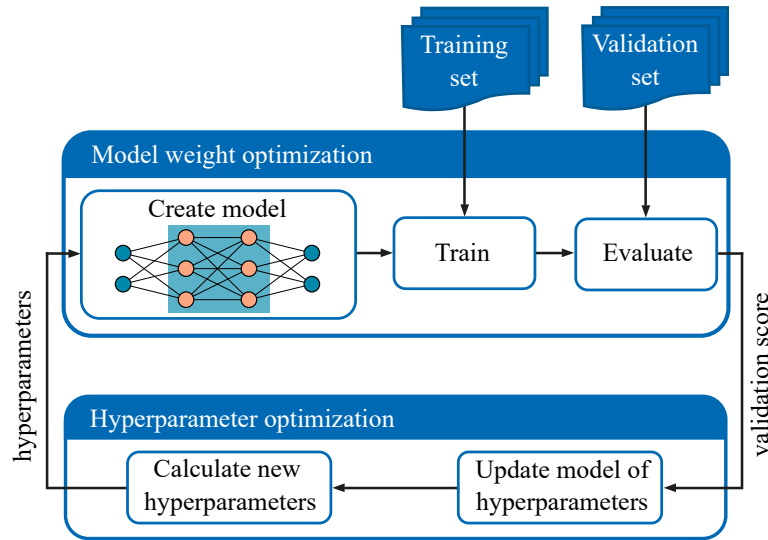 Training
set
Validation
set
Model weight optimization
Create model
Train
Evaluate
hyperparameters
validation score
Hyperparameter optimization
Calculate new
hyperparameters
Update model of
hyperparameters